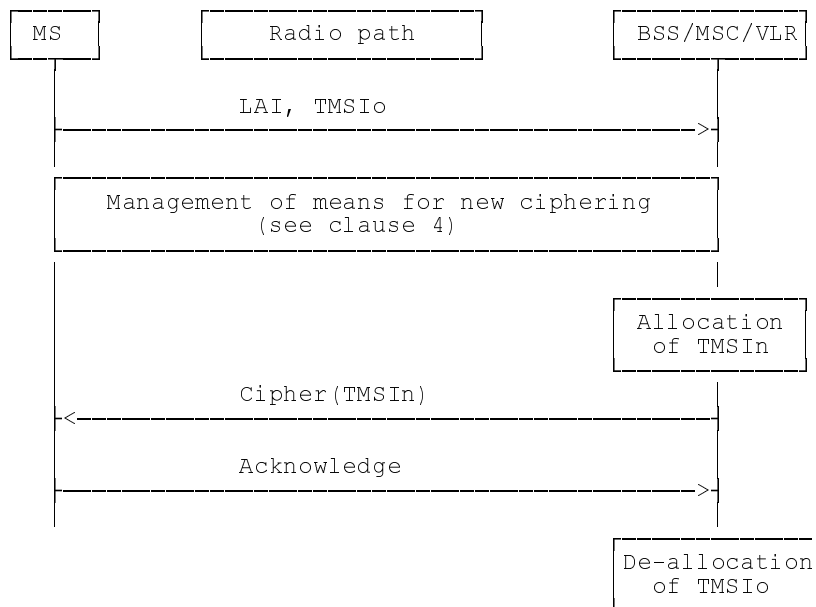 MS
Radio path
BSS/MSC/VLR
LAI, TMSIo
Management of means for new ciphering
(see clause 4)
Allocation
of TMSIn
Cipher(TMSIn)
Acknowledge
De-allocation
of TMSIo